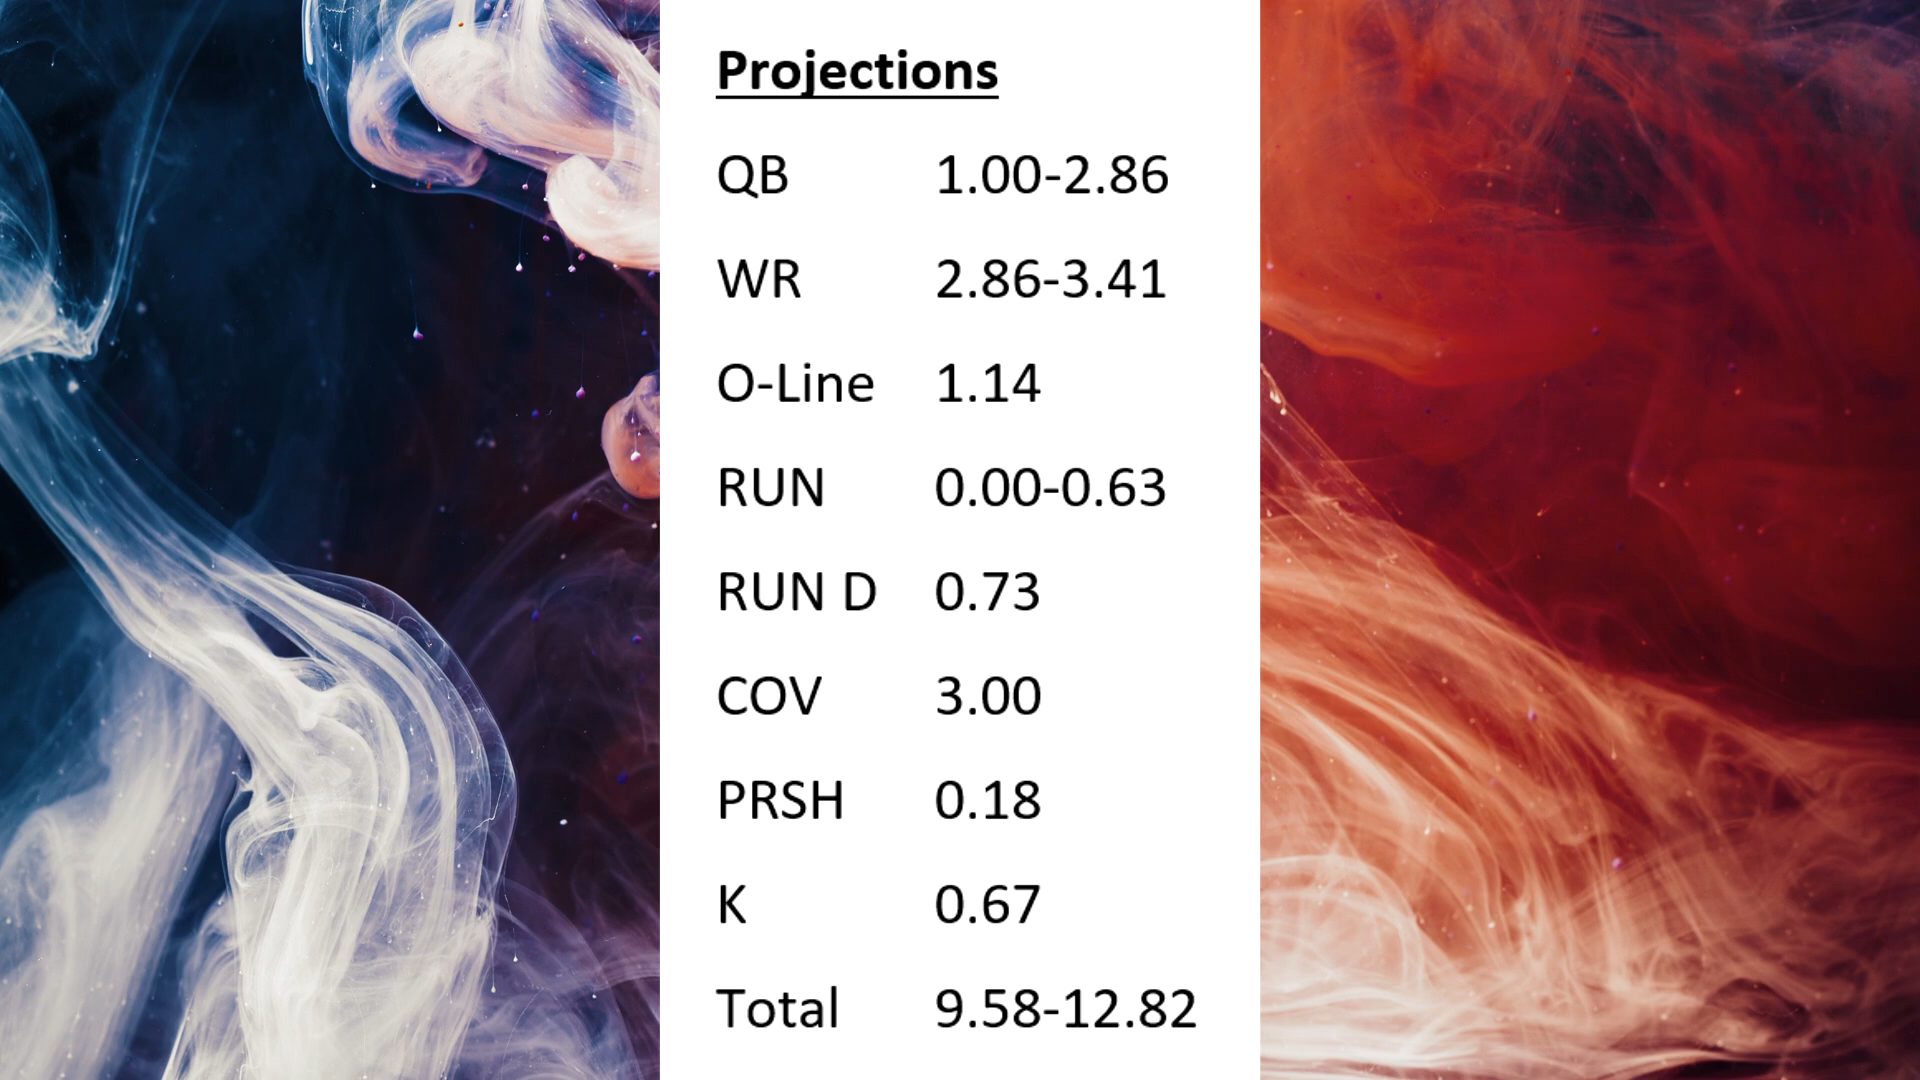 Projections
QB 1.00-2.86
WR 2.86-3.41
O-Line 1.14
RUN 0.00-0.63
RUN D 0.73
COV 3.00
PRSH 0.18
K 0.67
Total 9.58-12.82